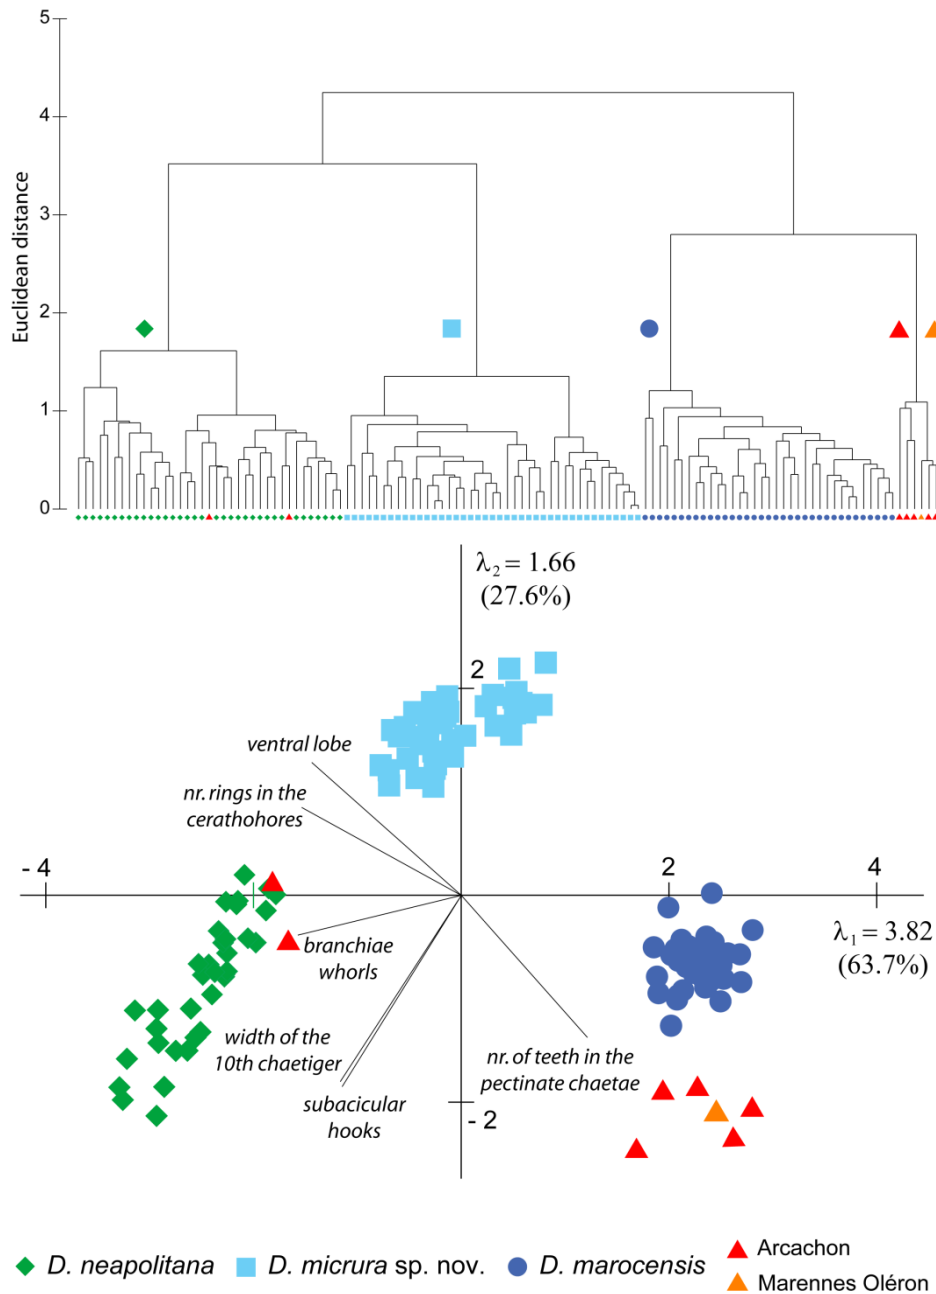 5
4
3
2
1
0
Euclidean distance
λ2 = 1.66
(27.6%)
2
ventral lobe
nr. rings in the
cerathohores
- 4
2
4
λ1 = 3.82
(63.7%)
branchiae
whorls
width of the
10th chaetiger
nr. of teeth in the
pectinate chaetae
subacicular
hooks
- 2
D. neapolitana
D. micrura sp. nov.
D. marocensis
Arcachon
Marennes Oléron